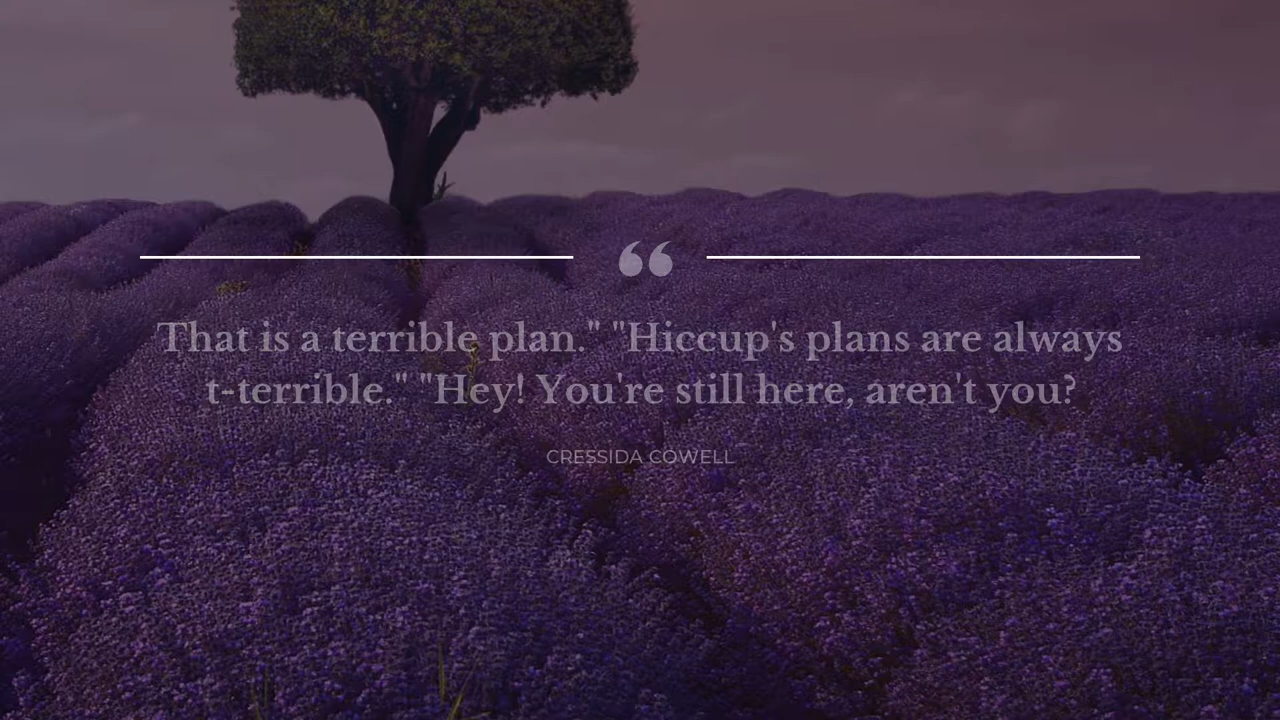 “
That is a terrible plan." "Hiccup's plans are always
t-terrible." "Hey! You're still here, aren't you?
CRESSIDA COWELL